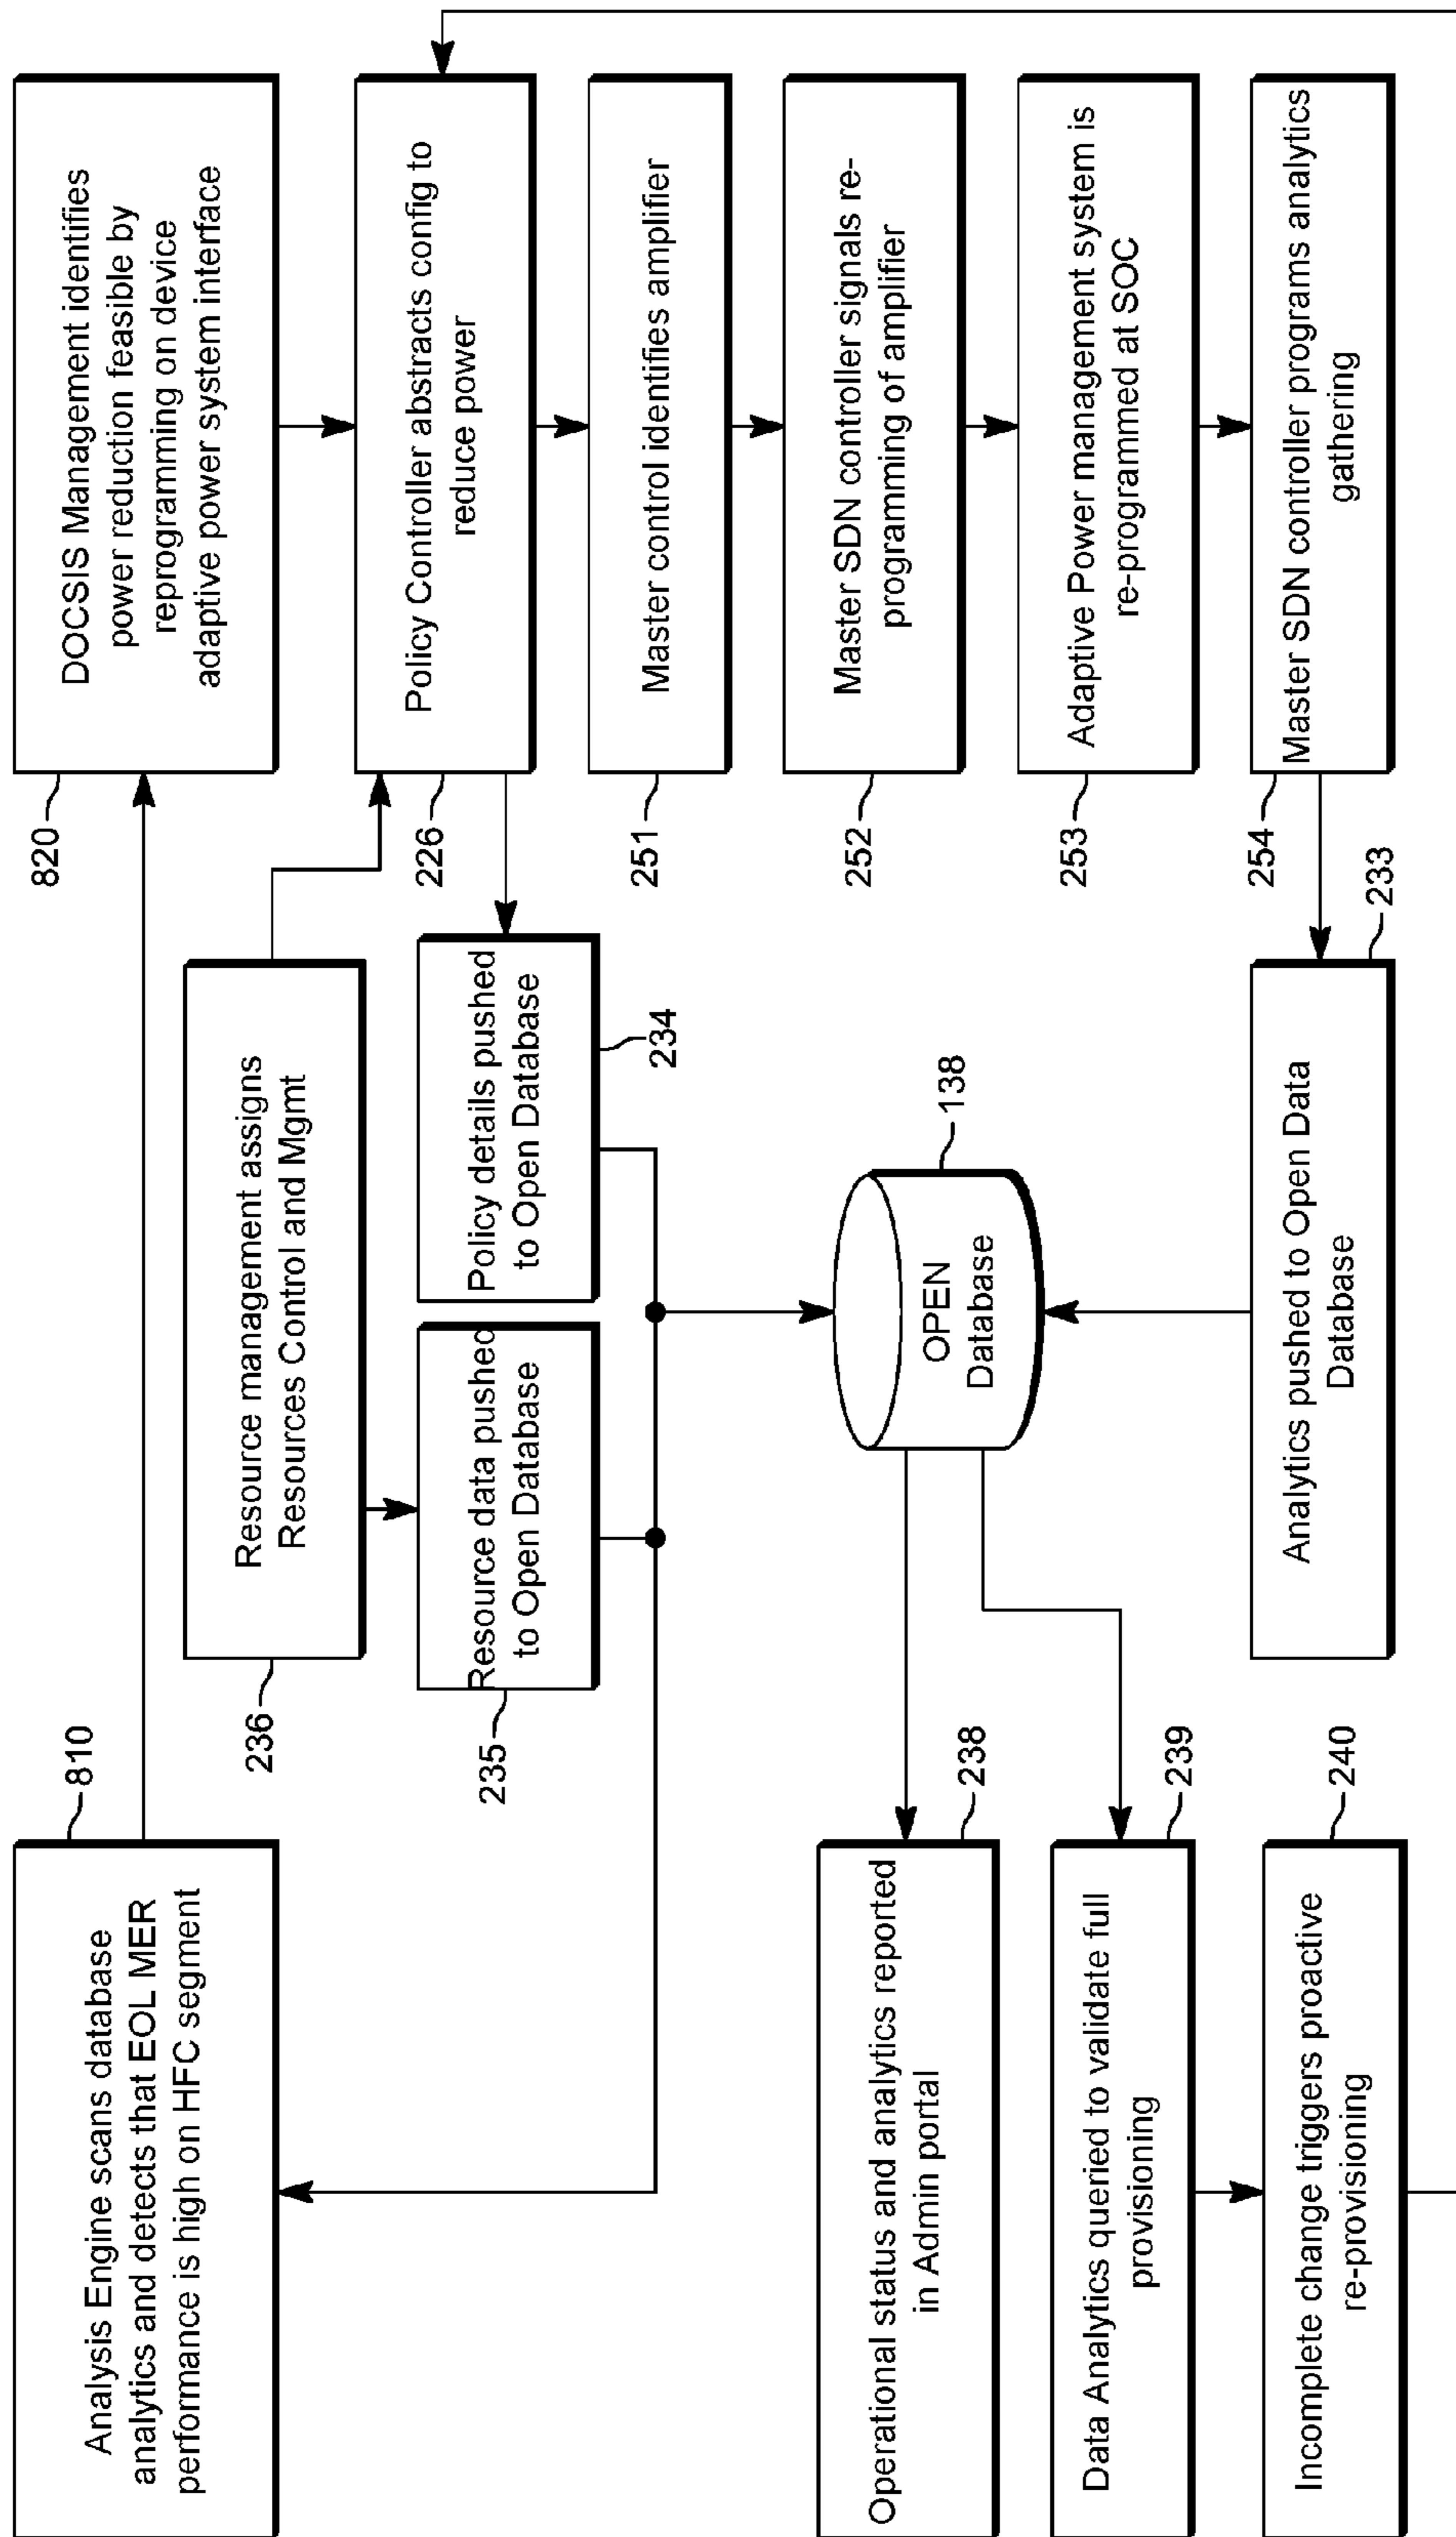 810
Analysis Engine scans database
analytics and detects that EOL MER
performance is high on HFC segment
820
DOCSIS Management identifies
power reduction feasible by
reprogramming on device
adaptive power system interface
236
Resource management assigns
Resources Control and Mgmt
226
Policy Controller abstracts config to
reduce power
235
Resource data pushed
to Open Database
234
Policy details pushed
to Open Database
251
Master control identifies amplifier
138
OPEN
Database
252
Master SDN controller signals re-
programming of amplifier
238
Operational status and analytics reported
in Admin portal
253
Adaptive Power management system is
re-programmed at SOC
239
Data Analytics queried to validate full
provisioning
233
Analytics pushed to Open Data
Database
254
Master SDN controller programs analytics
gathering
240
Incomplete change triggers proactive
re-provisioning